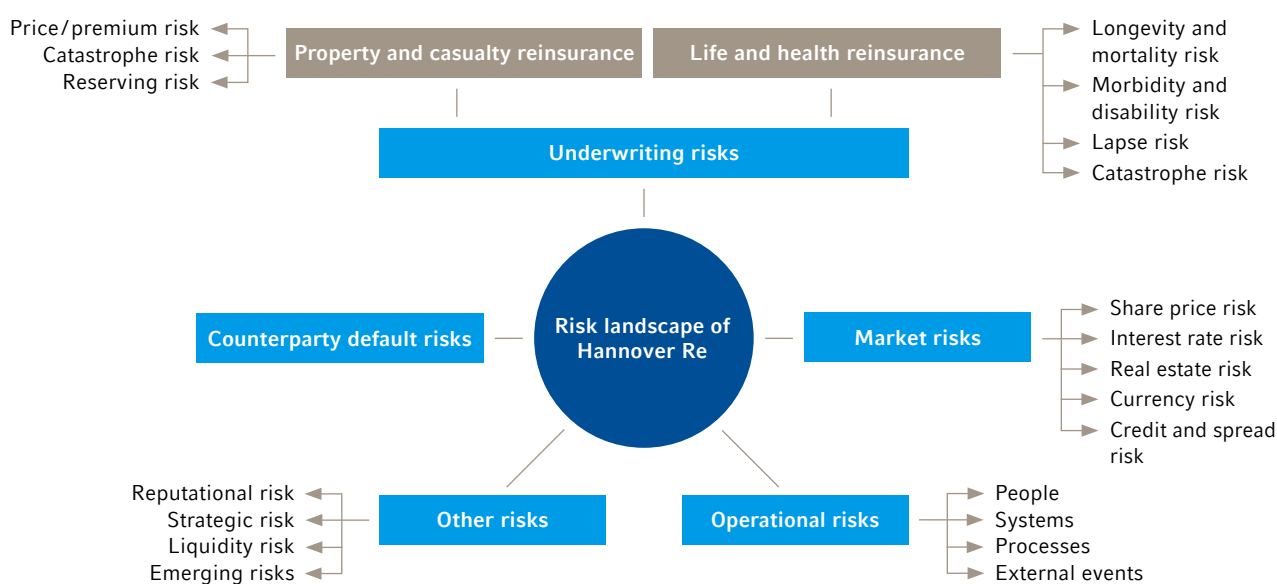 Price/premium risk
Catastrophe risk
Reserving risk
Property and casualty reinsurance
Life and health reinsurance
Longevity and
mortality risk
Morbidity and
disability risk
Lapse risk
Catastrophe risk
Underwriting risks
Counterparty default risks
Risk landscape of
Hannover Re
Market risks
Share price risk
Interest rate risk
Real estate risk
Currency risk
Credit and spread
risk
Reputational risk
Strategic risk
Liquidity risk
Emerging risks
Other risks
Operational risks
People
Systems
Processes
External events